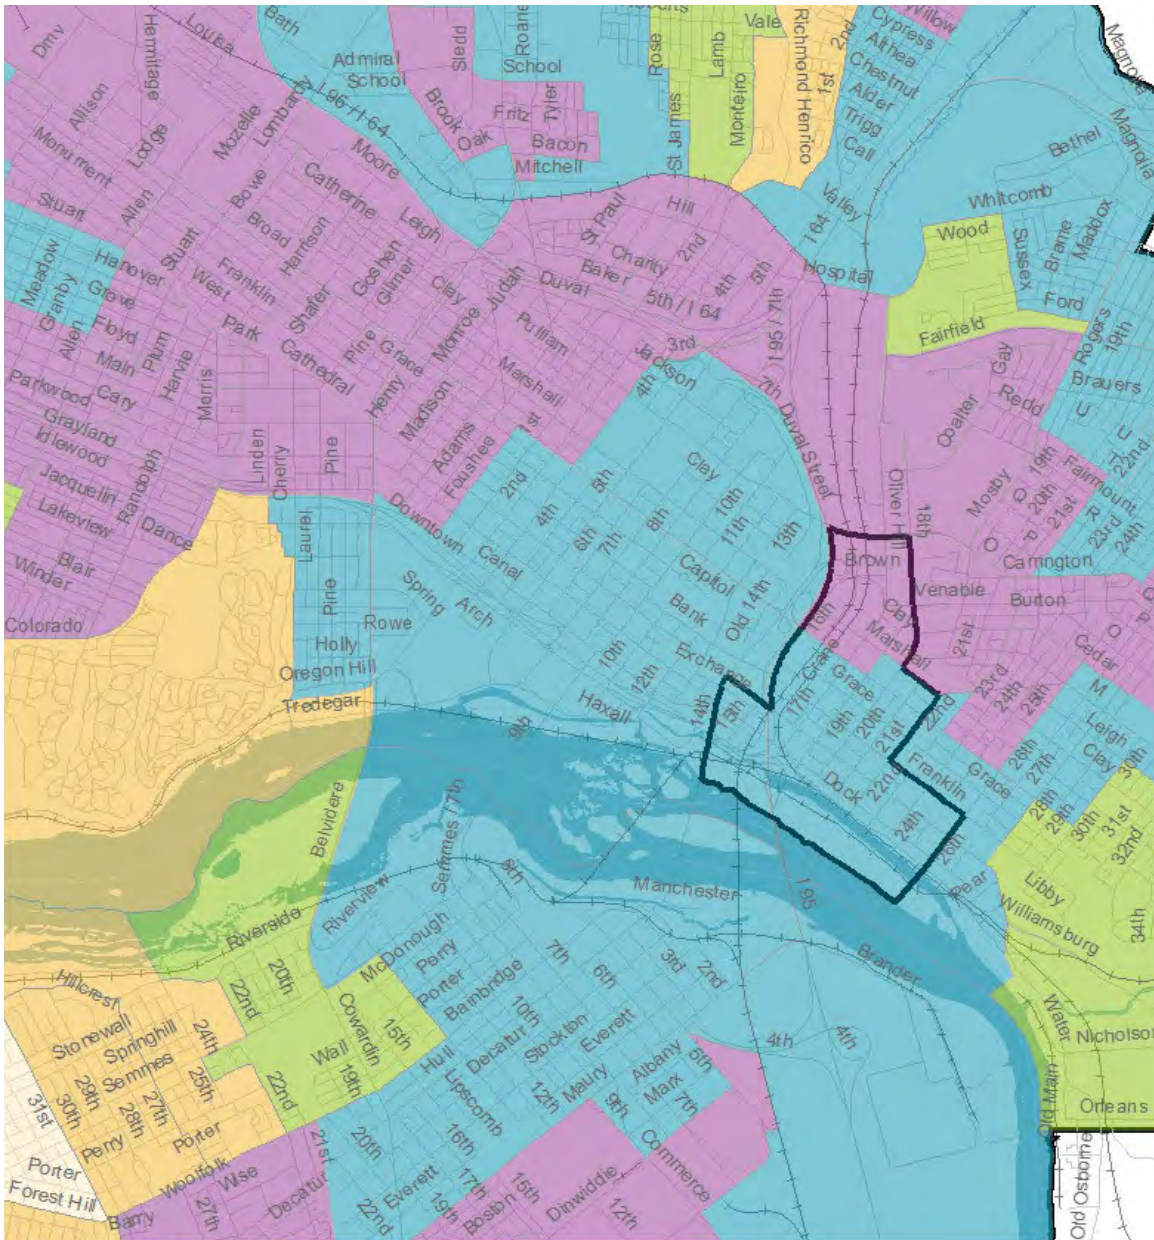 Dmv
Hermitage
Louisa
Bath
Sledd
Roane
Roberts
Rose
Vale
Lamb
Richmond Henrico
2nd
1st
Cypress
Willow
Althea
Chestnut
Alder
Trigg
Call
Magnolia
Admiral
School
School
Allison
Lodge
Mozelle
Lombardy
I 95 / I 64
Moore
Brook
Oak
Fritz
Tyler
Bacon
Mitchell
St James
Monteiro
Bethel
Magnolia
Monument
Stuart
Allen
Bowe
Broad
Harrison
Catherine
Leigh
St Paul
Hill
Valley
I 64
Whitcomb
Wood
Sussex
Brame
Maddox
Meadow
Granby
Hanover
Grove
Floyd
Stuart
West
Franklin
Shafer
Goshen
Gilmer
Clay
Judah
Duval
Baker
Charity
2nd
4th
5th
5th / I 64
Hospital
Ford
Fairfield
Rogers
19th
Allen
Main
Plum
Park
Cathedral
Pine
Grace
Monroe
Pulliam
3rd
Jackson
I 95 / 7th
Gay
Redd
Brauers
Parkwood
Cary
Harvie
Morris
Henry
Madison
Marshall
4th
7th
Duval Street
Coalter
U
U
T
22nd
Grayland
Idlewood
Jacquelin
Lakeview
Randolph
Dance
Linden
Cherry
Pine
Adams
Foushee
1st
2nd
5th
Clay
10th
11th
13th
Oliver Hill
18th
Mosby
19th
Q
20th
21st
P
O
Fairmount
R
23rd
24th
Blair
Winder
Colorado
Laurel
Pine
Downtown
Canal
4th
6th
7th
8th
Capitol
Bank
Old 14th
Brown
Carrington
Venable
Burton
Spring
Arch
Rowe
Holly
Oregon Hill
Tredegar
10th
12th
Exchange
Haxall
9th
14th
15th
16th
Clay
Marshall
Grace
Grace
17th
19th
20th
21st
22nd
21st
23rd
24th
25th
Cedar
O
P
M
Leigh
Clay
30th
Belvidere
Semmes / 7th
Dock
22nd
Franklin
Grace
26th
27th
28th
29th
30th
31st
32nd
24th
26th
Riverview
Riverside
8th
Manchester
I 95
Pear
Libby
Williamsburg
34th
McDonough
Perry
Porter
Bainbridge
7th
6th
3rd
2nd
Brander
Hillcrest
Stonewall
Springhill
Semmes
20th
22nd
24th
25th
Cowardin
15th
Wall
19th
Hull
Decatur
10th
Stockton
Everett
4th
4th
Water
Nicholson
29th
30th
31st
28th
27th
Perry
Porter
22nd
Lipscomb
12th
Maury
9th
Albany
Marx
5th
7th
Old Main
Orleans
Porter
Forest Hill
Woolfolk
Wise
21st
20th
16th
17th
Commerce
Old Osborne
Barry
27th
Decatur
Everett
22nd
19th
Boston
15th
Dinwiddie
12th